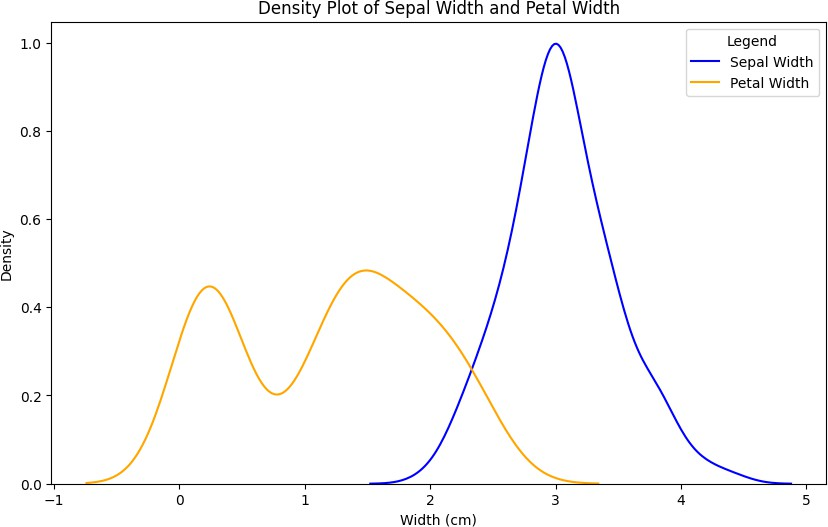 Density Plot of Sepal Width and Petal Width
Legend
Sepal Width
Petal Width
1.0
0.8
0.6
0.4
0.2
0.0
Density
−1 0 1 2 3 4 5
Width (cm)